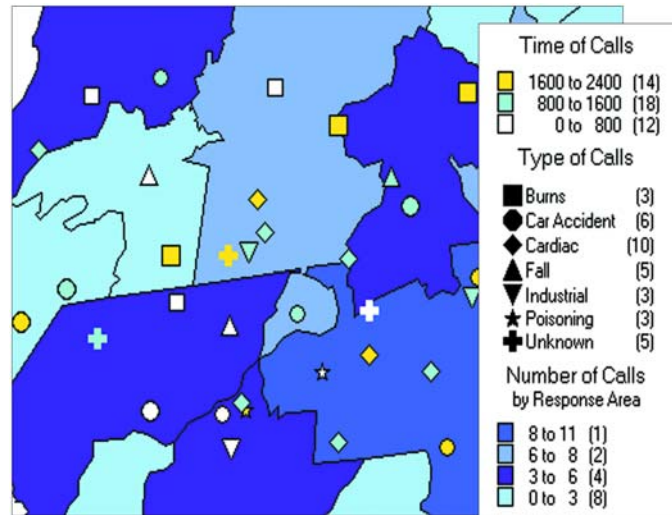 Time of Calls
1600 to 2400 (14)
800 to 1600 (18)
0 to 800 (12)
Type of Calls
Burns (3)
Car Accident (6)
Cardiac (10)
Fall (5)
Industrial (3)
Poisoning (3)
Unknown (5)
Number of Calls
by Response Area
8 to 11 (1)
6 to 8 (2)
3 to 6 (4)
0 to 3 (8)